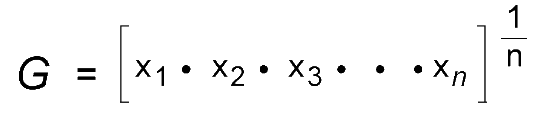 G = [x₁ • x₂ • x₃ • • • xₙ]^(1/n)